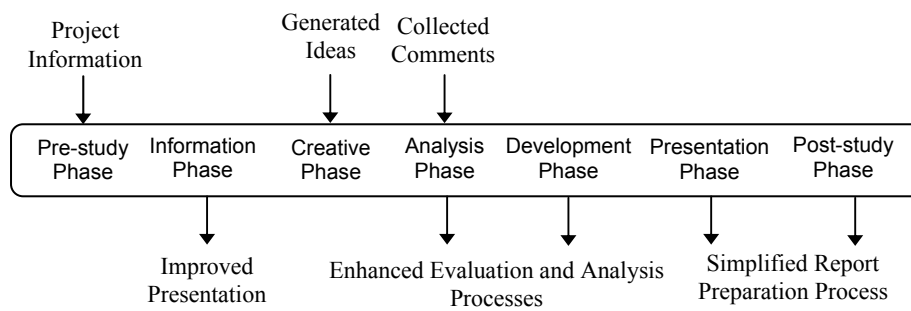 Project
Information
Generated
Ideas
Collected
Comments
Pre-study
Phase
Information
Phase
Creative
Phase
Analysis
Phase
Development
Phase
Presentation
Phase
Post-study
Phase
Improved
Presentation
Enhanced Evaluation and Analysis
Processes
Simplified Report
Preparation Process